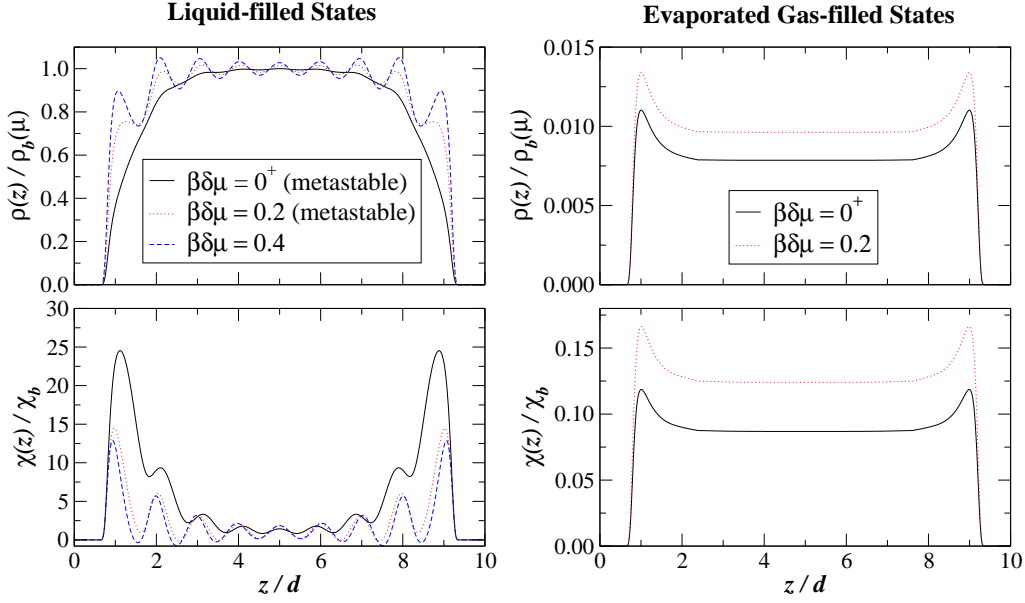 Liquid-filled States
Evaporated Gas-filled States
ρ(z) / ρb(μ)
1.0
0.8
0.6
0.4
0.2
0.0
βδμ = 0+ (metastable)
βδμ = 0.2 (metastable)
βδμ = 0.4
ρ(z) / ρb(μ)
0.015
0.010
0.005
0.000
βδμ = 0+
βδμ = 0.2
χ(z) / χb
30
25
20
15
10
5
0
0 2 4 6 8 10
z / d
χ(z) / χb
0.15
0.10
0.05
0.00
0 2 4 6 8 10
z / d